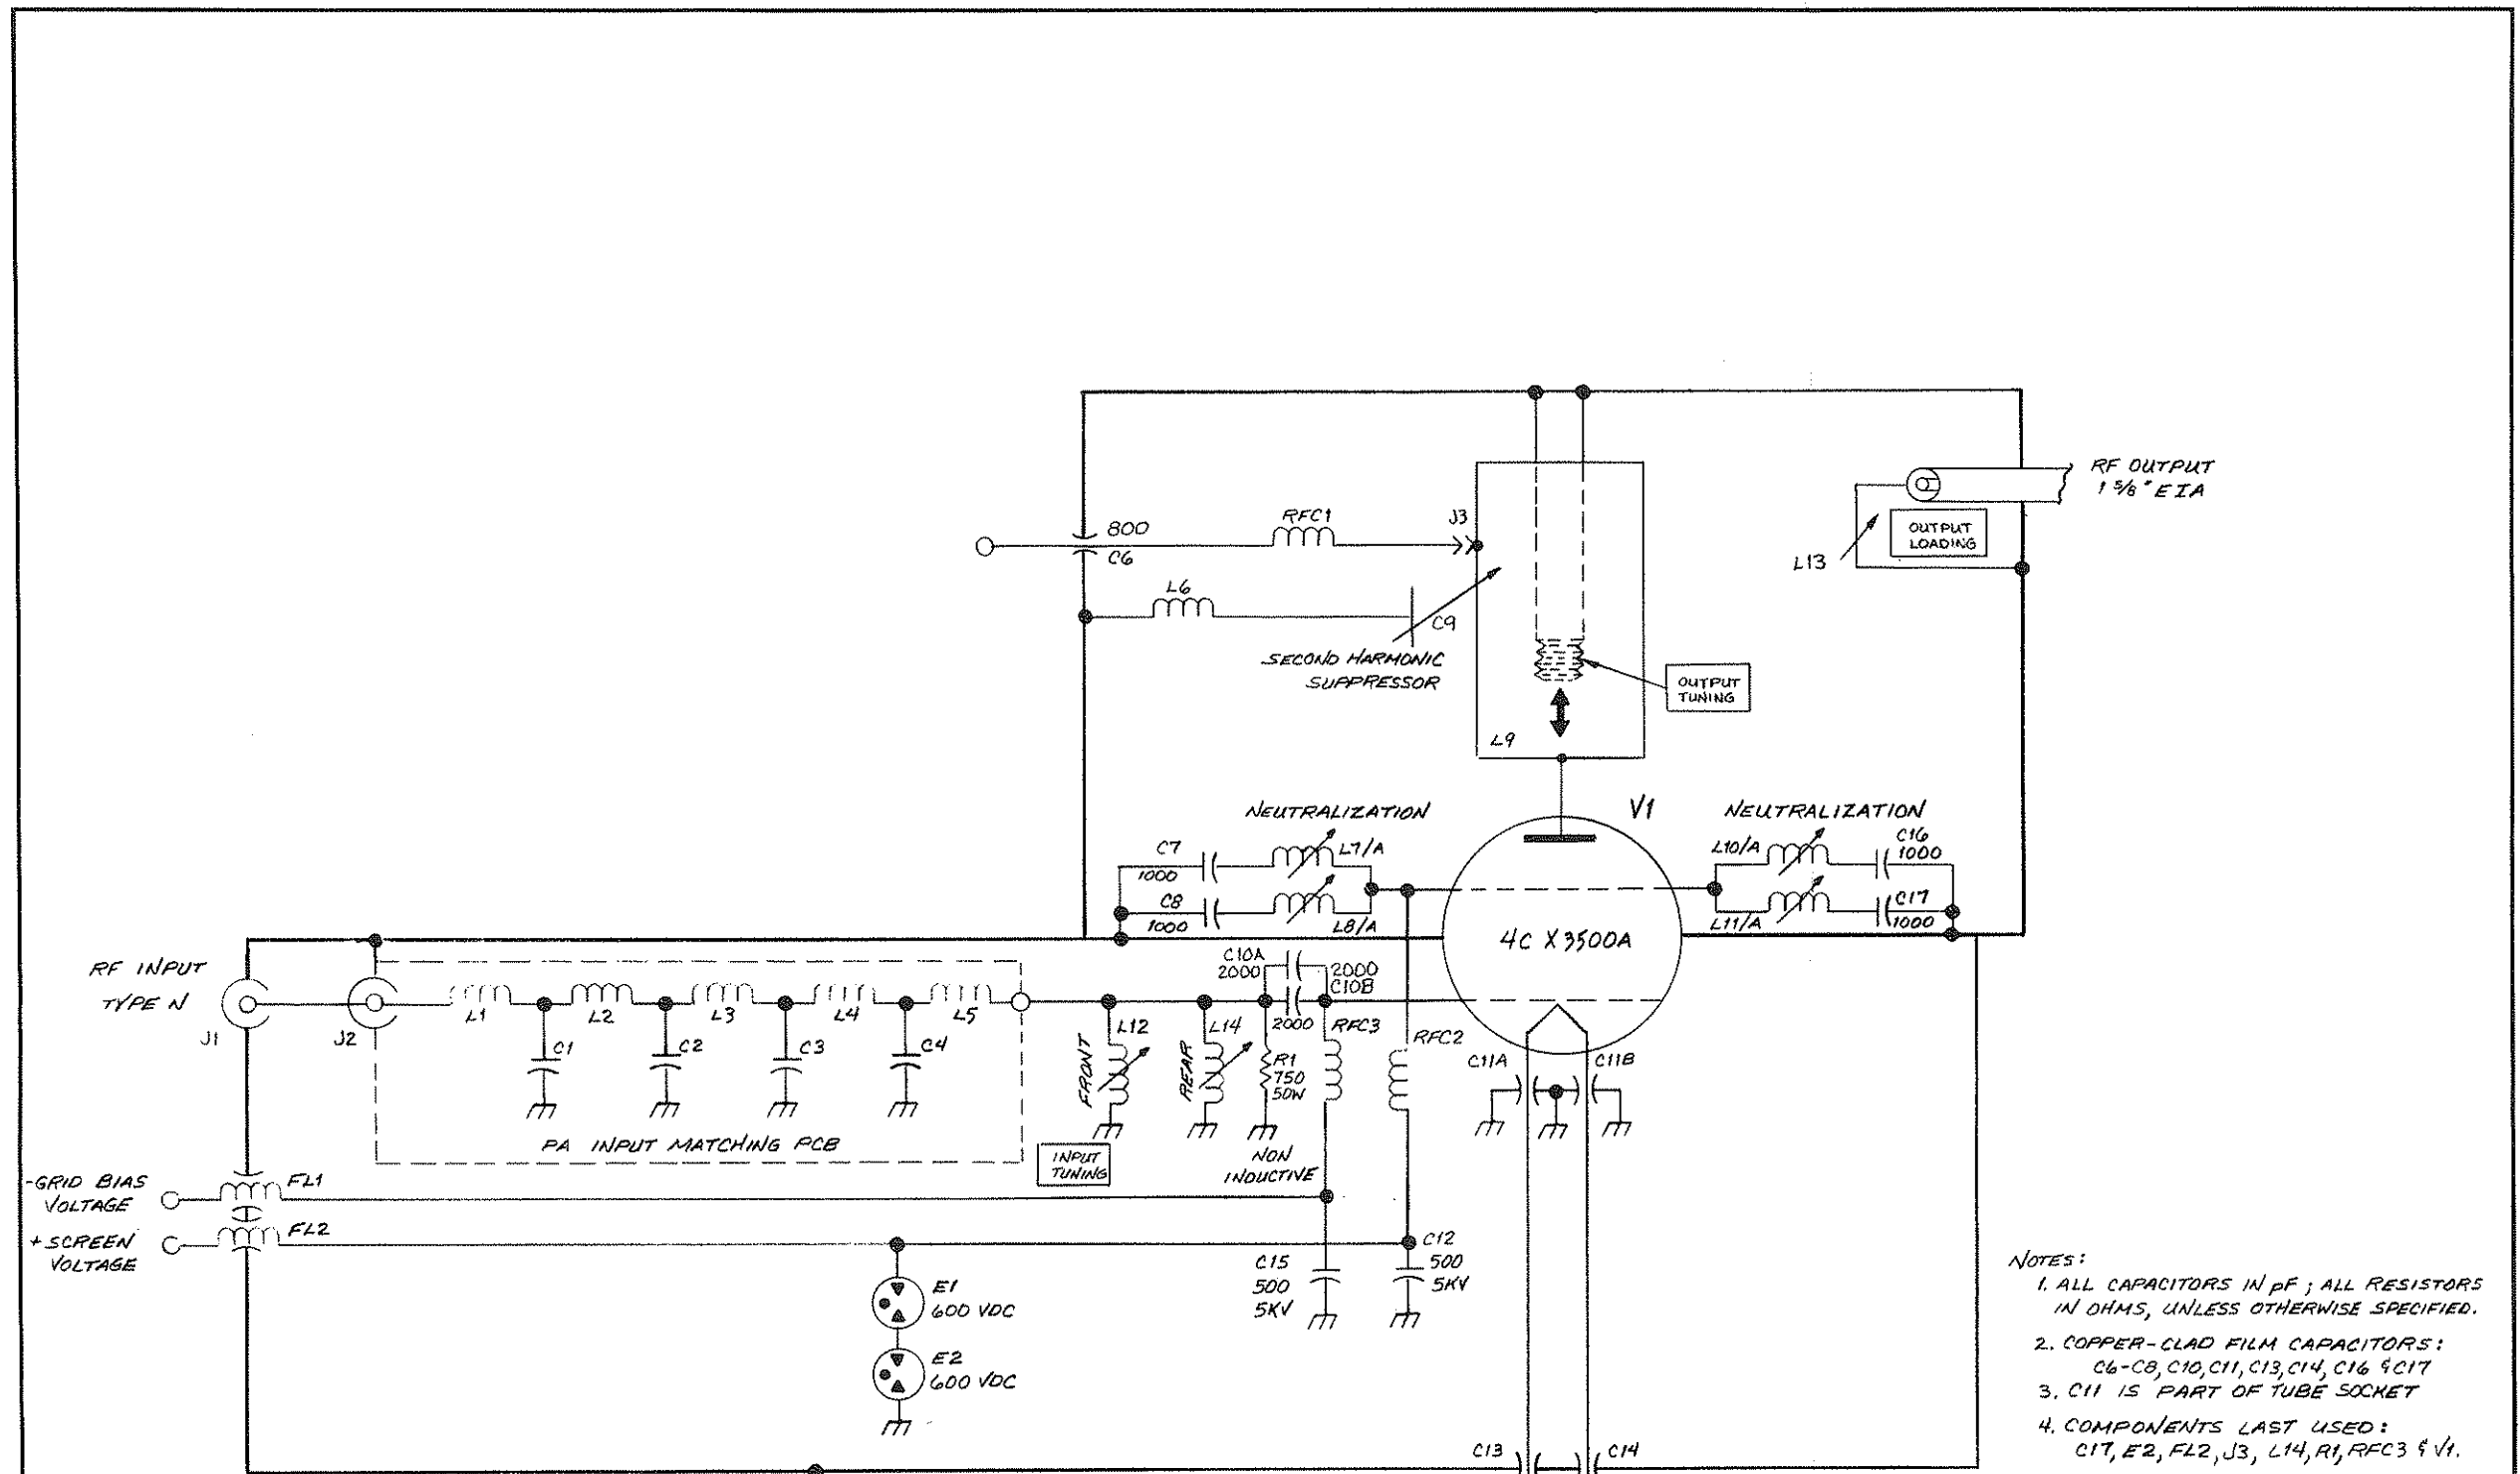 RF OUTPUT
1 5/8" EIA
800
RFC1
J3
OUTPUT
LOADING
C6
L13
L6
C9
SECOND HARMONIC
SUPPRESSOR
OUTPUT
TUNING
L9
NEUTRALIZATION
V1
NEUTRALIZATION
C7
L7/A
L10/A
C16
1000
1000
C8
C17
1000
L8/A
L11/A
1000
4CX3500A
RF INPUT
TYPE N
C10A
2000
2000
C10B
J1
J2
L1
L2
L3
L4
L5
L12
L14
2000
RFC3
RFC2
C1
C2
C3
C4
FRONT
REAR
R1
750
50W
C11A
C11B
PA INPUT MATCHING PCB
INPUT
TUNING
NON
INDUCTIVE
-GRID BIAS
VOLTAGE
FL1
+SCREEN
VOLTAGE
FL2
C15
500
5KV
C12
500
5KV
E1
600 VDC
E2
600 VDC
NOTES:
1. ALL CAPACITORS IN pF; ALL RESISTORS
IN OHMS, UNLESS OTHERWISE SPECIFIED.
2. COPPER-CLAD FILM CAPACITORS:
C6-C8, C10, C11, C13, C14, C16 & C17
3. C11 IS PART OF TUBE SOCKET
4. COMPONENTS LAST USED:
C17, E2, FL2, J3, L14, R1, RFC3 & V1.
C13
C14